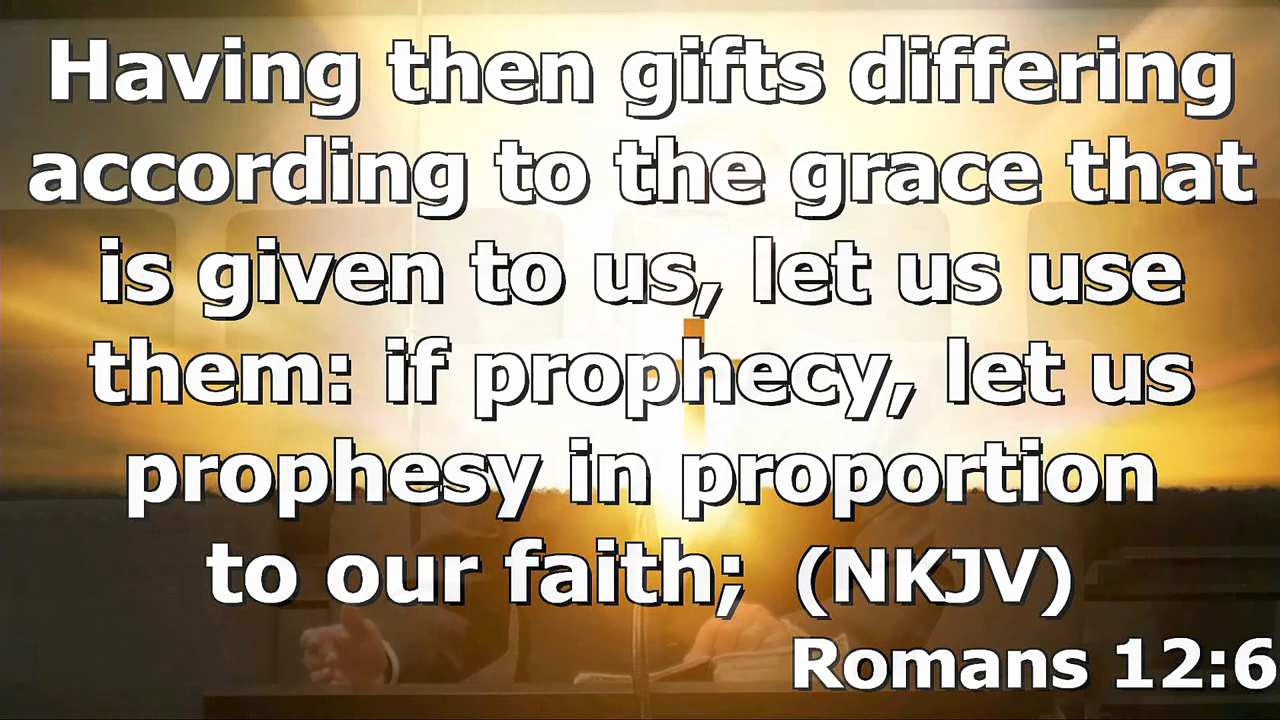 Having then gifts differing
according to the grace that
is given to us, let us use
them: if prophecy, let us
prophesy in proportion
to our faith; (NKJV)
Romans 12:6